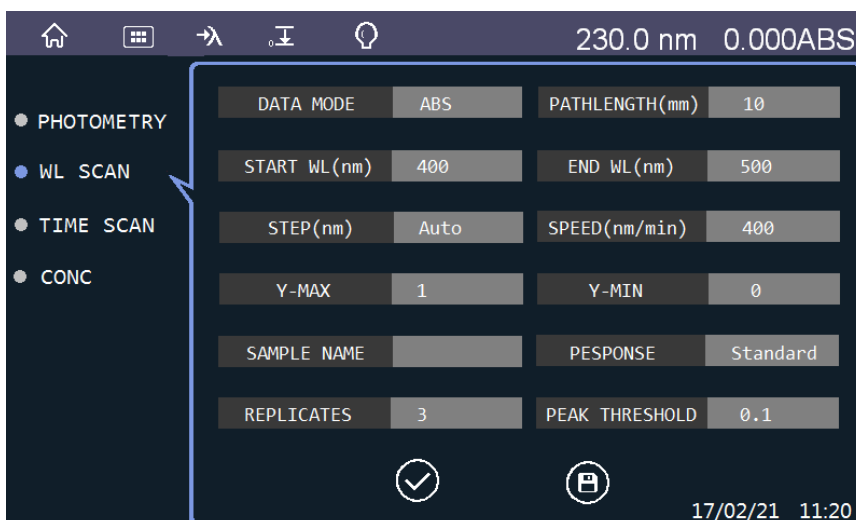 230.0 nm 0.000ABS
PHOTOMETRY
WL SCAN
TIME SCAN
CONC
DATA MODE ABS PATHLENGTH(mm) 10
START WL(nm) 400 END WL(nm) 500
STEP(nm) Auto SPEED(nm/min) 400
Y-MAX 1 Y-MIN 0
SAMPLE NAME PESPONSE Standard
REPLICATES 3 PEAK THRESHOLD 0.1
17/02/21 11:20